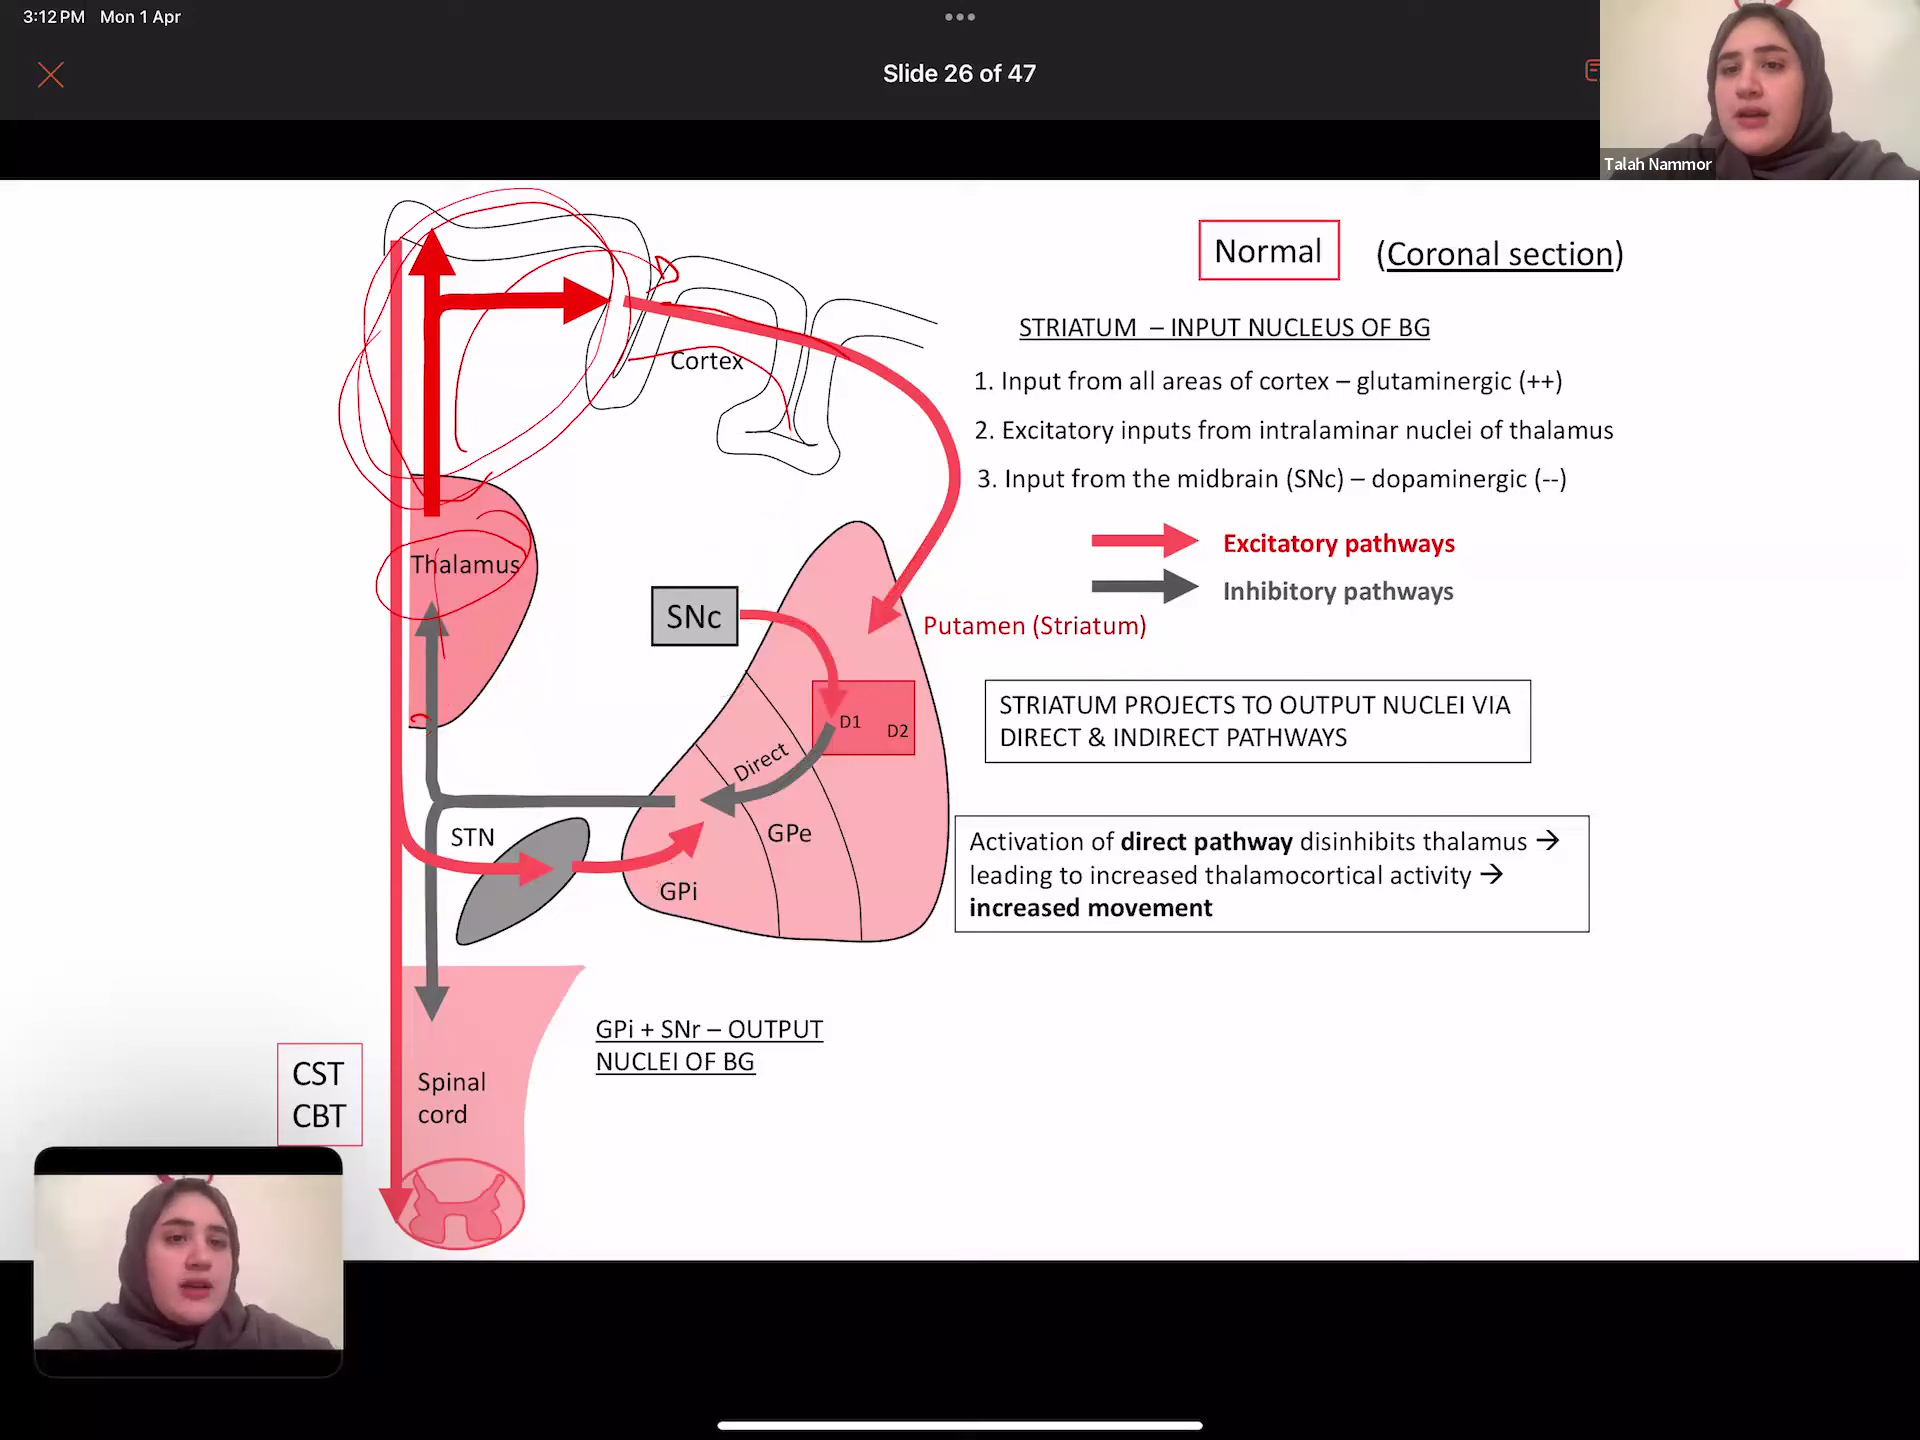 3:12 PM Mon 1 Apr
Slide 26 of 47
Talah Nammor
Normal
(Coronal section)
STRIATUM – INPUT NUCLEUS OF BG
Cortex
1. Input from all areas of cortex – glutaminergic (++)
2. Excitatory inputs from intralaminar nuclei of thalamus
3. Input from the midbrain (SNc) – dopaminergic (--)
Excitatory pathways
Inhibitory pathways
Thalamus
SNc
Putamen (Striatum)
D1
D2
STRIATUM PROJECTS TO OUTPUT NUCLEI VIA
DIRECT & INDIRECT PATHWAYS
Direct
STN
GPe
GPi
Activation of direct pathway disinhibits thalamus →
leading to increased thalamocortical activity →
increased movement
GPi + SNr – OUTPUT
NUCLEI OF BG
CST
CBT
Spinal
cord